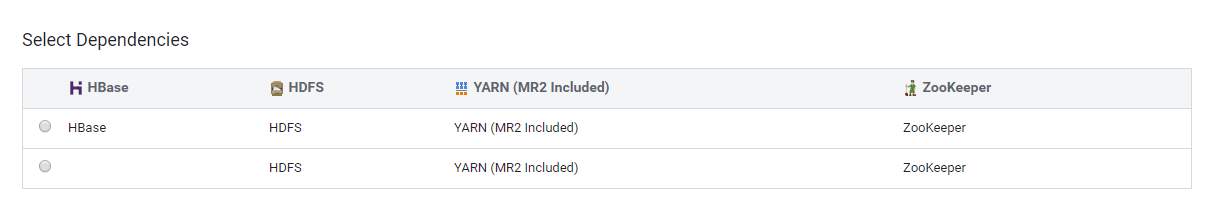 Select Dependencies
HBase HDFS YARN (MR2 Included) ZooKeeper
HBase HDFS YARN (MR2 Included) ZooKeeper
HDFS YARN (MR2 Included) ZooKeeper